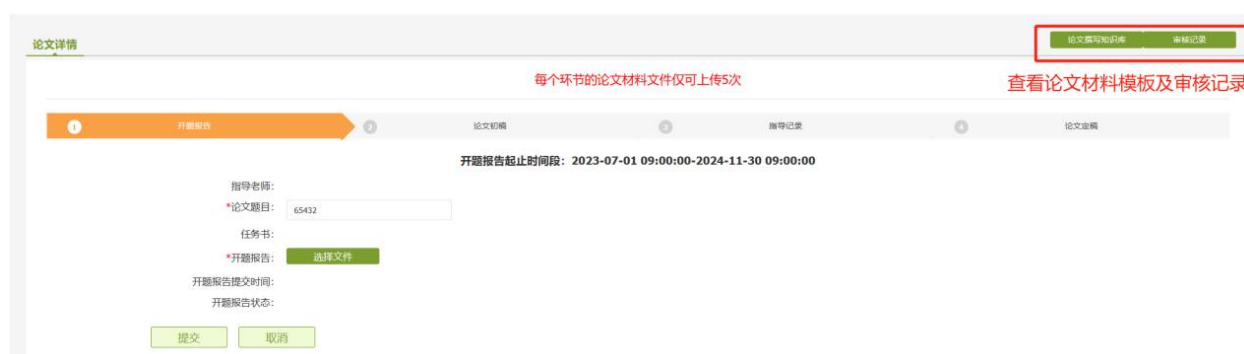 论文详情
论文撰写知识库 审核记录
每个环节的论文材料文件仅可上传5次
查看论文材料模板及审核记录
1 开题报告 2 论文初稿 3 指导记录 4 论文定稿
开题报告起止时间段：2023-07-01 09:00:00-2024-11-30 09:00:00
指导老师：
*论文题目： 65432
任务书：
*开题报告： 选择文件
开题报告提交时间：
开题报告状态：
提交 取消